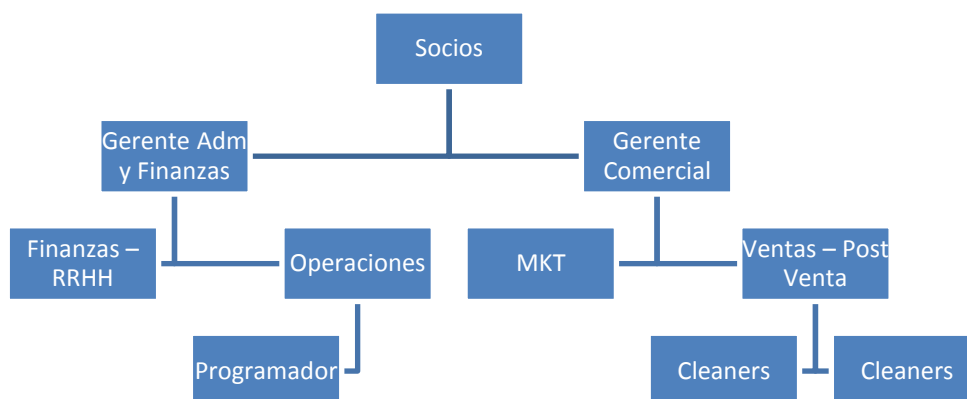 Socios
Gerente Adm
y Finanzas
Gerente
Comercial
Finanzas –
RRHH
Operaciones
MKT
Ventas – Post
Venta
Programador
Cleaners
Cleaners